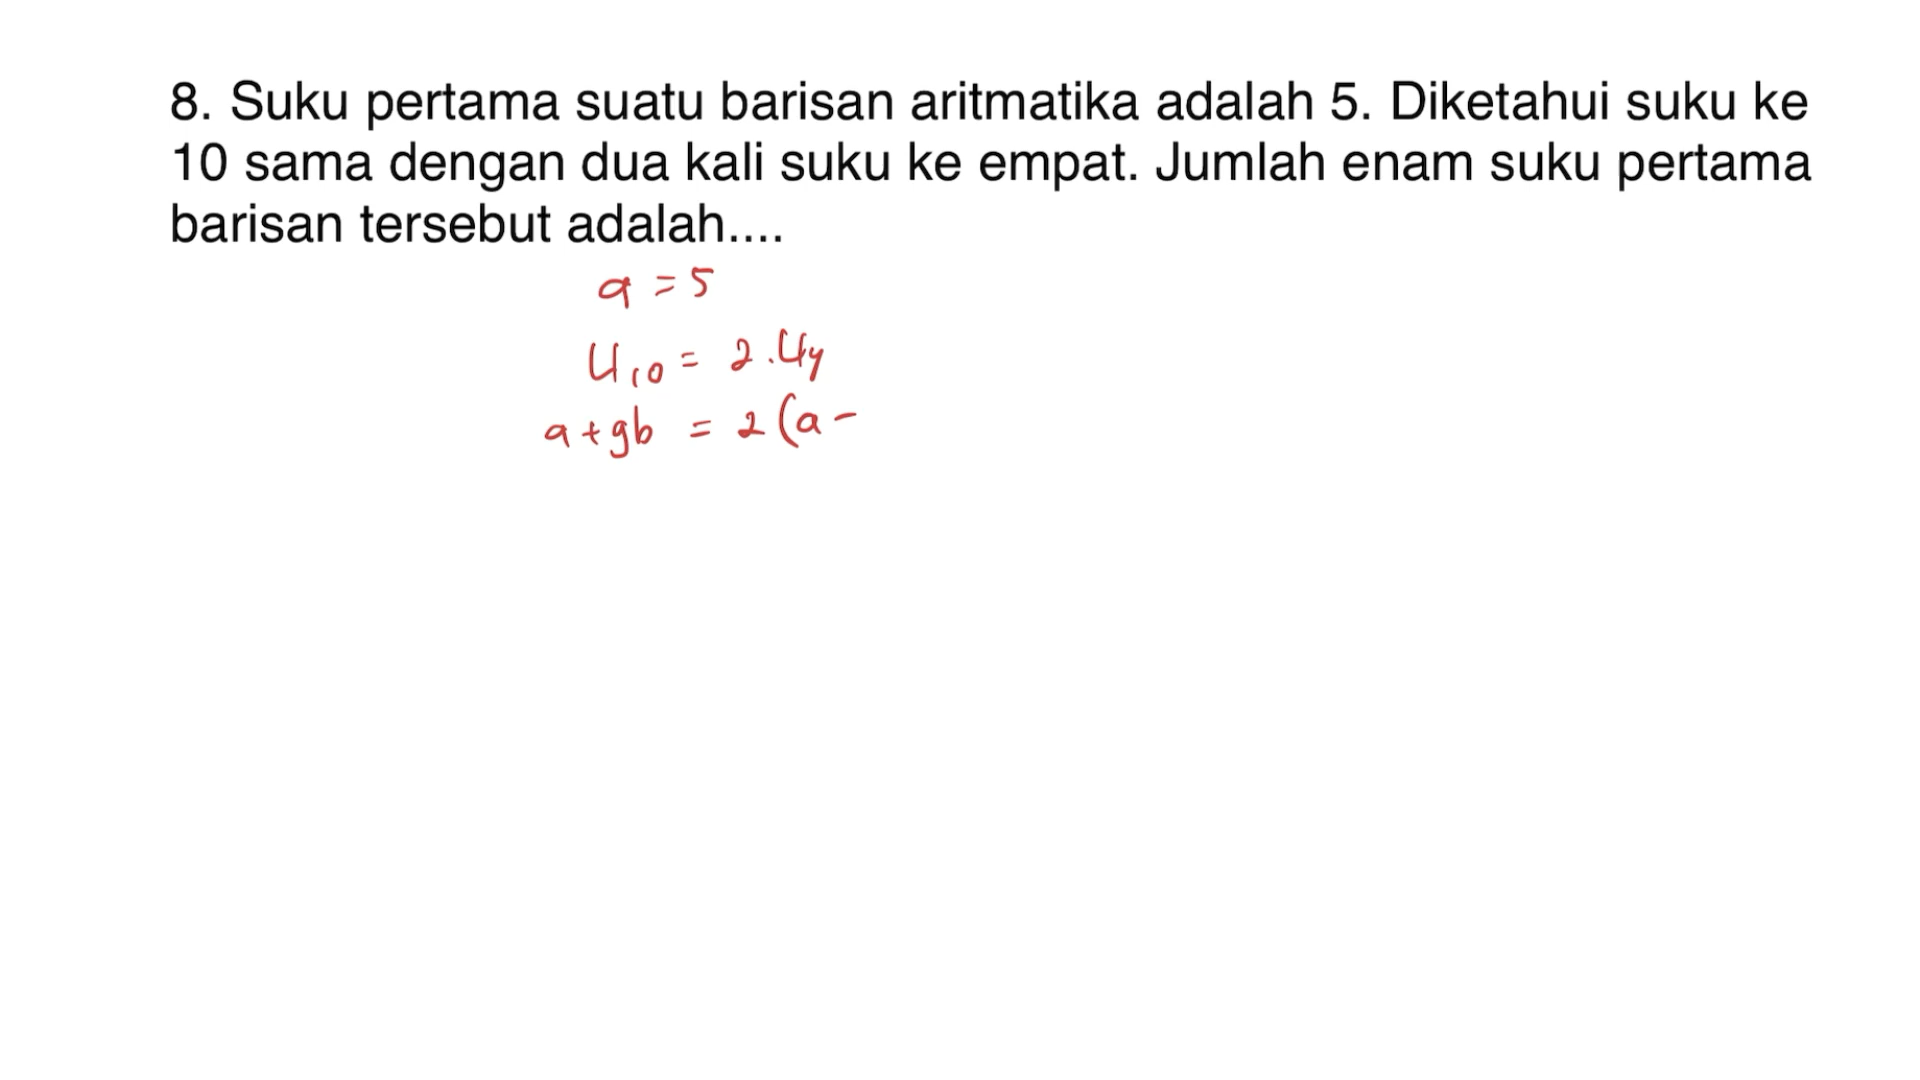 8. Suku pertama suatu barisan aritmatika adalah 5. Diketahui suku ke
10 sama dengan dua kali suku ke empat. Jumlah enam suku pertama
barisan tersebut adalah....
a = 5
U₁₀ = 2.U₄
a + 9b = 2 (a -